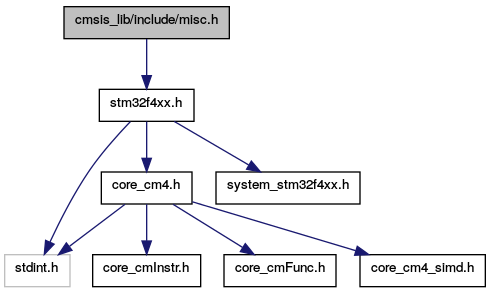 cmsis_lib/include/misc.h
stm32f4xx.h
core_cm4.h
system_stm32f4xx.h
stdint.h
core_cmInstr.h
core_cmFunc.h
core_cm4_simd.h